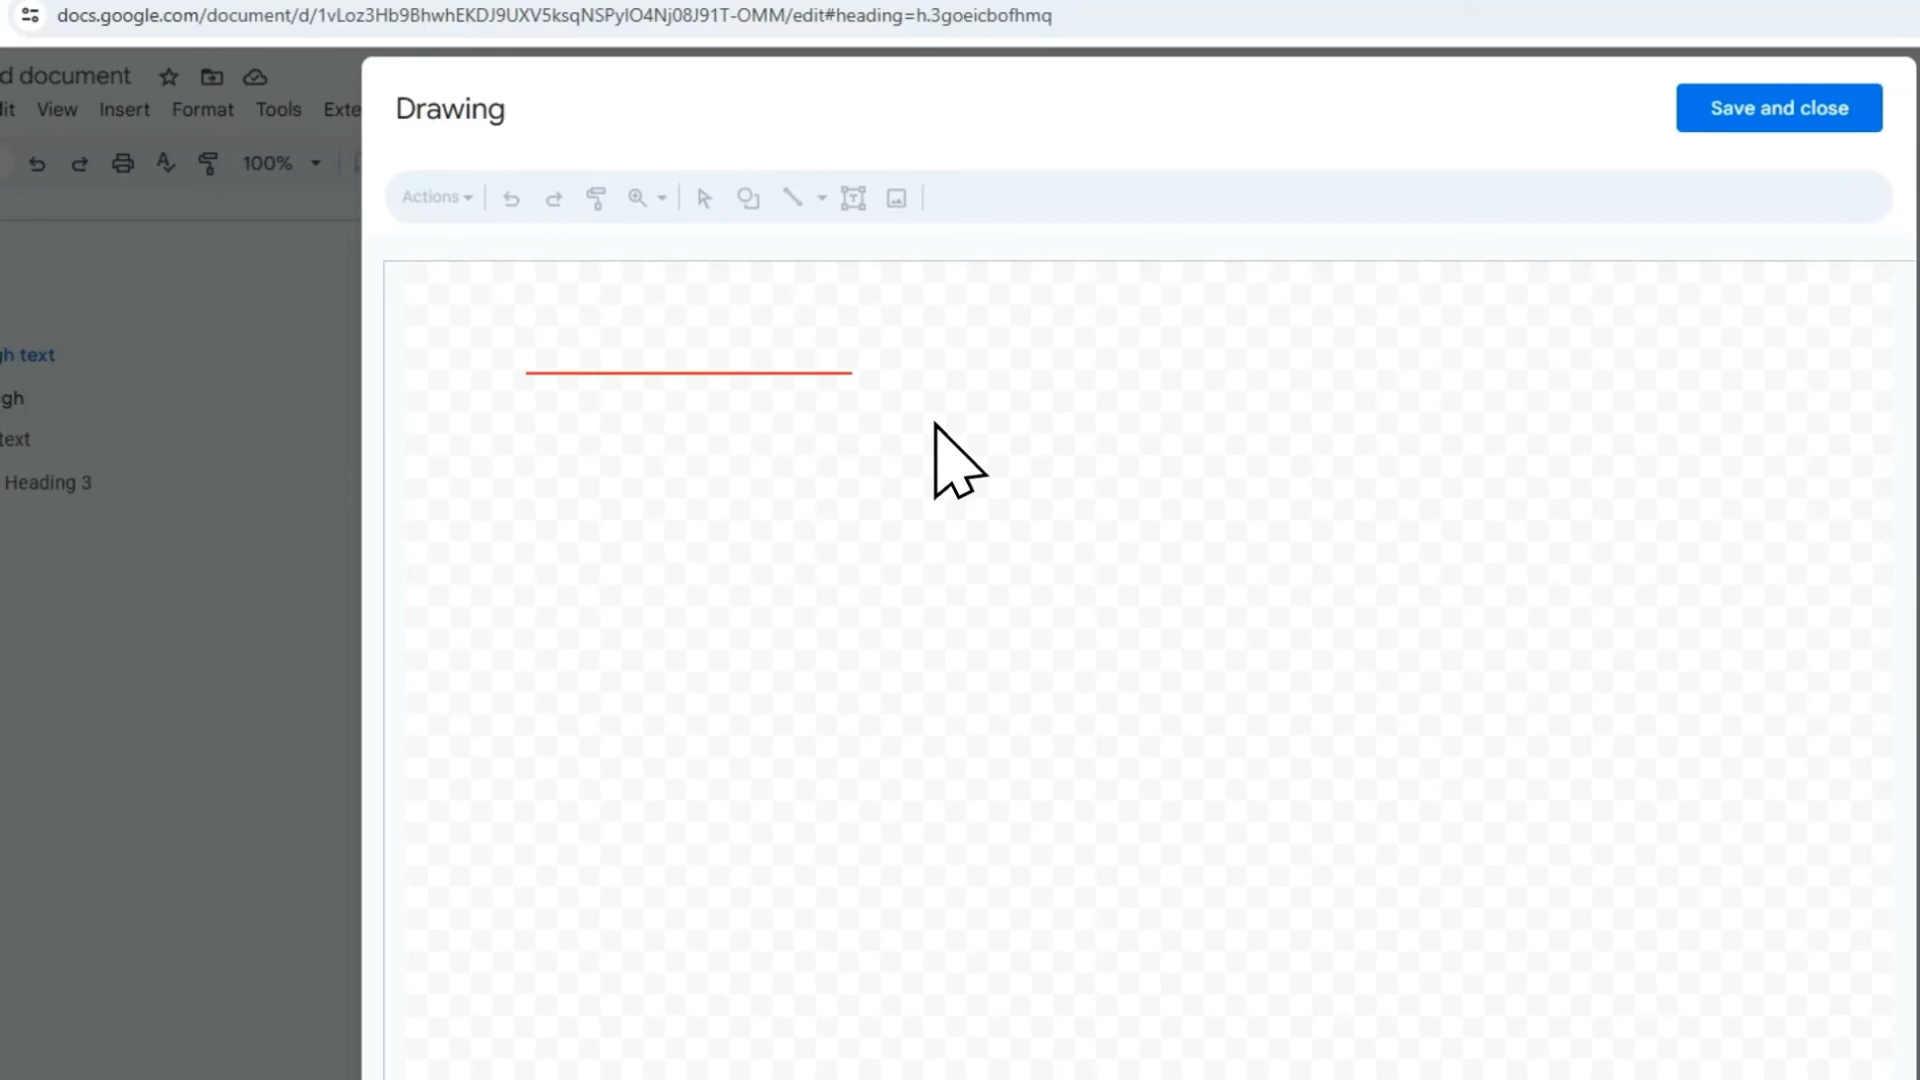 docs.google.com/document/d/1vLoz3Hb9BhwhEKDJ9UXV5ksqNSPylO4Nj08J91T-OMM/edit#heading=h.3goeicbofhmq
d document
dit View Insert Format Tools Exte
100%
Drawing
Save and close
Actions
gh text
gh
text
Heading 3